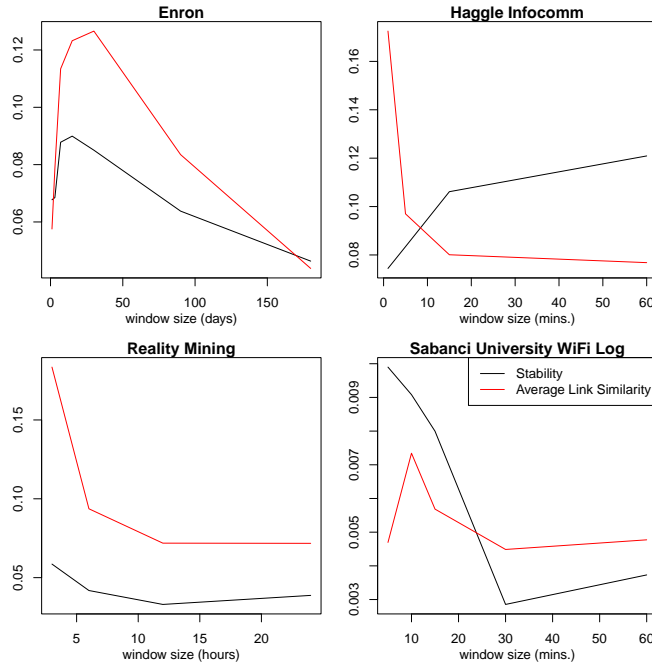 Enron
0.12
0.10
0.08
0.06
0 50 100 150
window size (days)
Haggle Infocomm
0.16
0.14
0.12
0.10
0.08
0 10 20 30 40 50 60
window size (mins.)
Reality Mining
0.15
0.10
0.05
5 10 15 20
window size (hours)
Sabanci University WiFi Log
Stability
Average Link Similarity
0.009
0.007
0.005
0.003
10 20 30 40 50 60
window size (mins.)